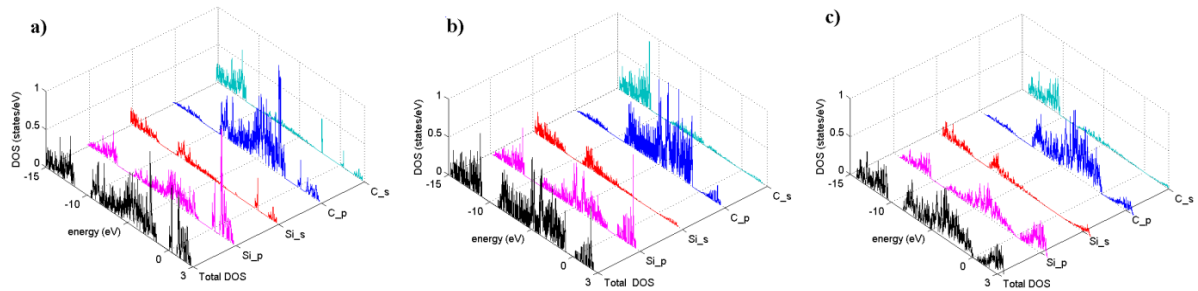 a)
DOS (states/eV)
1
0.5
0
-15
-10
0
3
energy (eV)
Total DOS
Si_p
Si_s
C_p
C_s
b)
DOS (states/eV)
1
0.5
0
-15
-10
0
3
energy (eV)
Total DOS
Si_p
Si_s
C_p
C_s
c)
DOS (states/eV)
1
0.5
0
-15
-10
0
3
energy (eV)
Total DOS
Si_p
Si_s
C_p
C_s